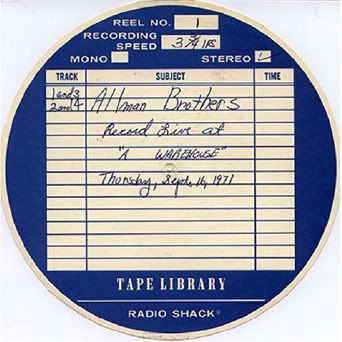 REEL NO. 1
RECORDING SPEED 3 3/4 IPS
MONO STEREO ✓
TRACK SUBJECT TIME
1 and 3 Allman Brothers
2 and 4
Record Live at
"A WAREHOUSE"
Thursday, Sept. 16, 1971
TAPE LIBRARY
RADIO SHACK®